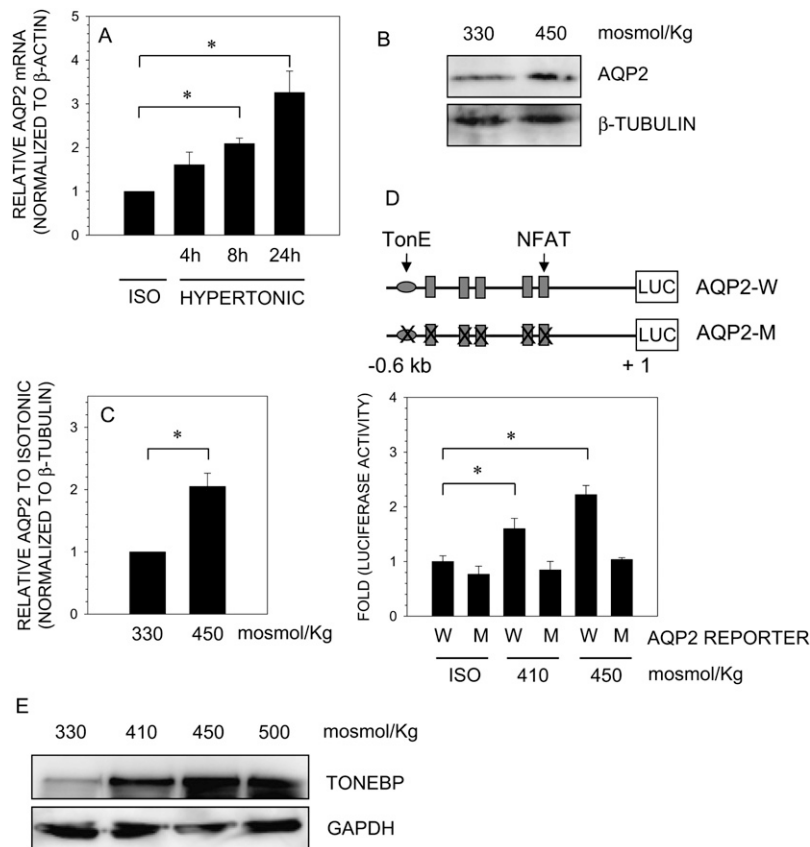 A
RELATIVE AQP2 mRNA
(NORMALIZED TO β-ACTIN)
5
4
3
2
1
0
*
*
4h 8h 24h
ISO HYPERTONIC
B
330 450 mosmol/Kg
AQP2
β-TUBULIN
C
RELATIVE AQP2 TO ISOTONIC
(NORMALIZED TO β-TUBULIN)
3
2
1
0
*
330 450 mosmol/Kg
D
TonE NFAT
LUC AQP2-W
X X X X X X LUC AQP2-M
-0.6 kb + 1
FOLD (LUCIFERASE ACTIVITY)
4
3
2
1
0
*
*
W M W M W M AQP2 REPORTER
ISO 410 450 mosmol/Kg
E
330 410 450 500 mosmol/Kg
TONEBP
GAPDH